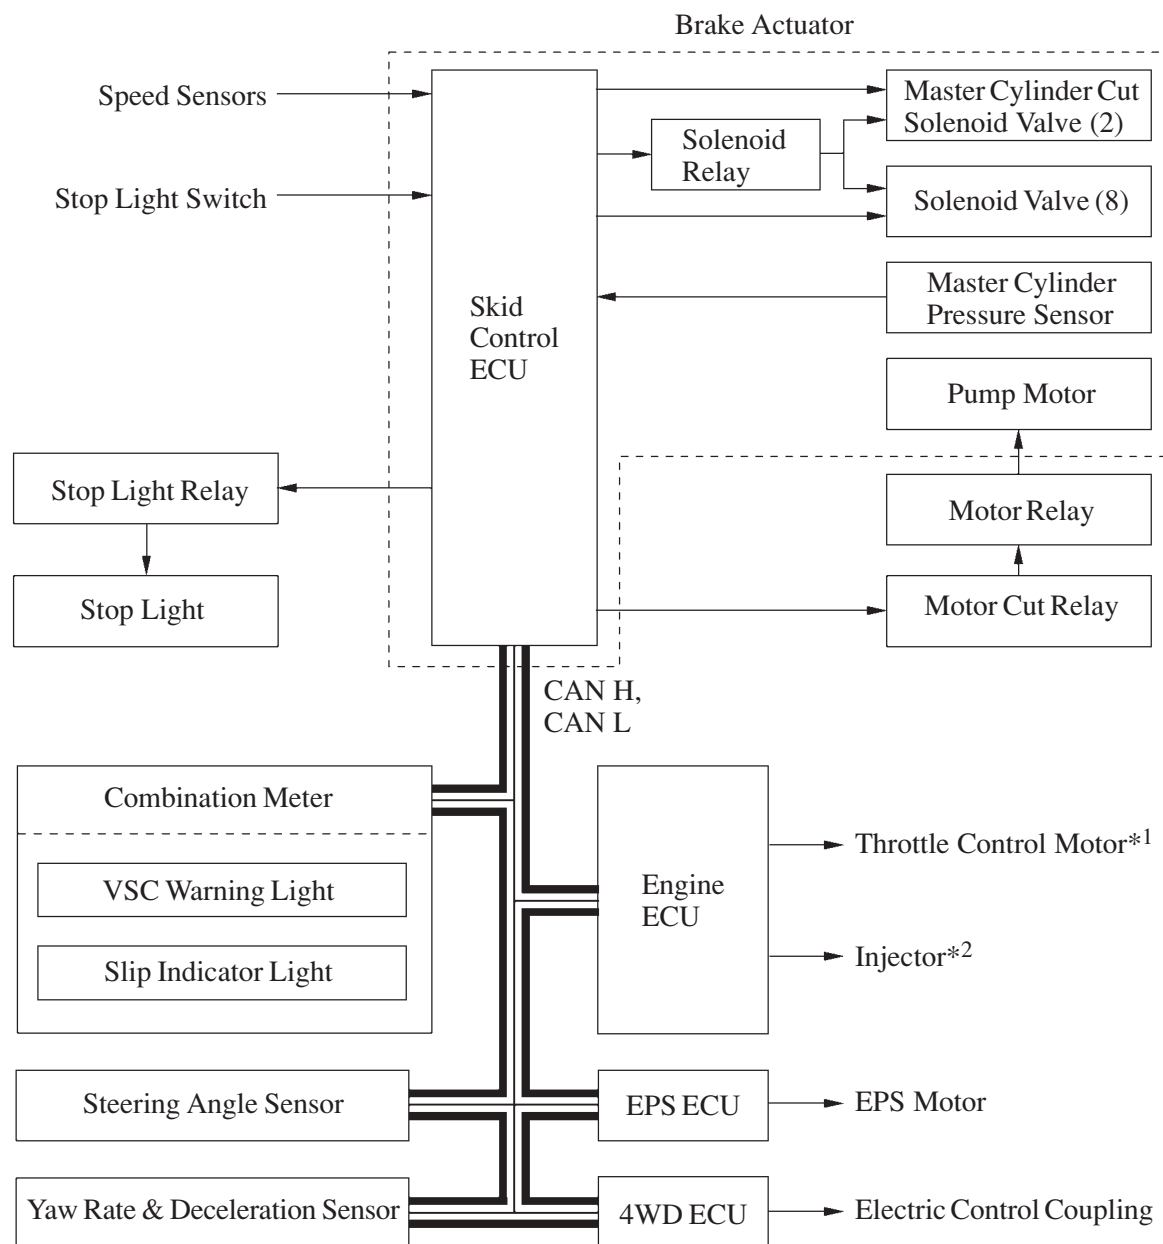 Brake Actuator
Speed Sensors
Stop Light Switch
Skid
Control
ECU
Solenoid
Relay
Master Cylinder Cut
Solenoid Valve (2)
Solenoid Valve (8)
Master Cylinder
Pressure Sensor
Pump Motor
Motor Relay
Motor Cut Relay
Stop Light Relay
Stop Light
CAN H,
CAN L
Combination Meter
VSC Warning Light
Slip Indicator Light
Engine
ECU
Throttle Control Motor*1
Injector*2
Steering Angle Sensor
EPS ECU
EPS Motor
Yaw Rate & Deceleration Sensor
4WD ECU
Electric Control Coupling